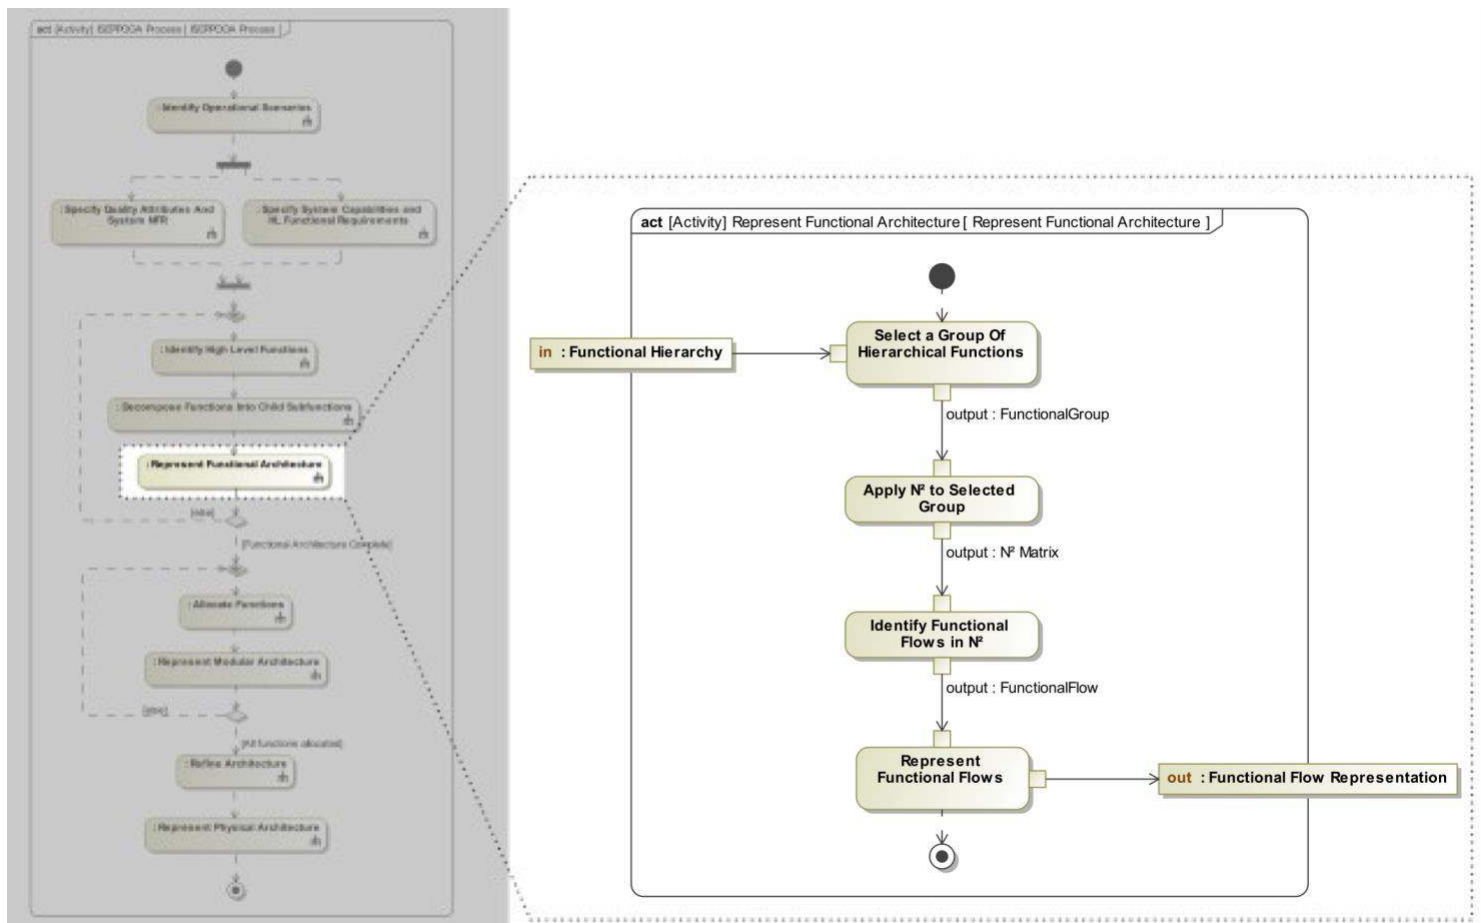 act [Activity] ISEPPOOA Process [ ISEPPOOA Process ]
: Identify Operational Scenarios
: Specify Quality Attributes And
System NFR
: Specify System Capabilities and
HL Functional Requirements
: Identify High Level Functions
: Decompose Functions Into Child Subfunctions
: Represent Functional Architecture
[else]
[Functional Architecture Complete]
: Allocate Functions
: Represent Modular Architecture
[else]
[All functions allocated]
: Refine Architecture
: Represent Physical Architecture
act [Activity] Represent Functional Architecture [ Represent Functional Architecture ]
in : Functional Hierarchy
Select a Group Of
Hierarchical Functions
output : FunctionalGroup
Apply N² to Selected
Group
output : N² Matrix
Identify Functional
Flows in N²
output : FunctionalFlow
Represent
Functional Flows
out : Functional Flow Representation